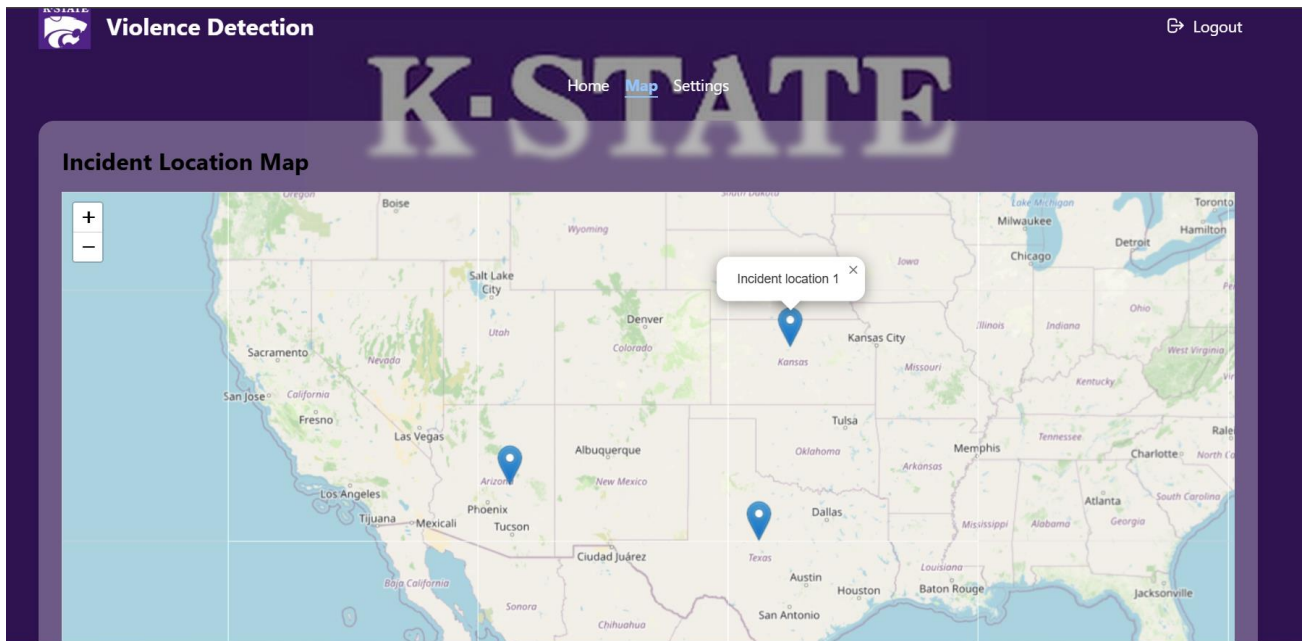 K-STATE
Violence Detection
Logout
K-STATE
Home Map Settings
Incident Location Map
+
−
Oregon
Boise
South Dakota
Lake Michigan
Toronto
Wyoming
Milwaukee
Hamilton
Detroit
Iowa
Chicago
Incident location 1 ×
Salt Lake
City
Ohio
Denver
Utah
Illinois
Indiana
Kansas City
Colorado
Sacramento
Nevada
West Virginia
Kansas
Missouri
Kentucky
San Jose
California
Fresno
Tulsa
Las Vegas
Tennessee
Albuquerque
Oklahoma
Memphis
Charlotte
Arkansas
Arizona
New Mexico
Los Angeles
Atlanta
South Carolina
Phoenix
Dallas
Tijuana
Mexicali
Tucson
Mississippi
Alabama
Georgia
Ciudad Juárez
Texas
Louisiana
Baja California
Austin
Houston
Baton Rouge
Jacksonville
Sonora
San Antonio
Chihuahua